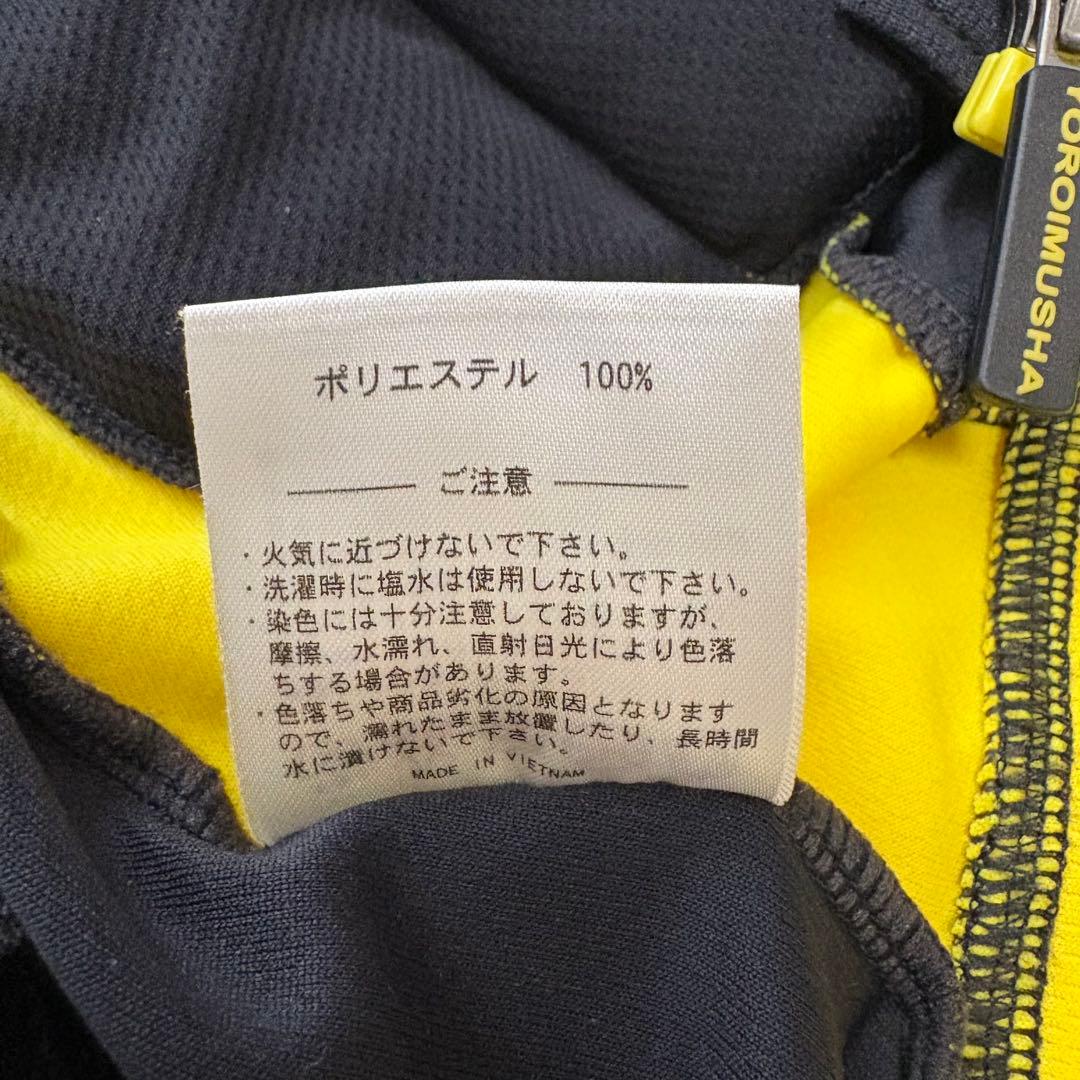 ポリエステル 100%
ご注意
・火気に近づけないで下さい。
・洗濯時に塩水は使用しないで下さい。
・染色には十分注意しておりますが、
摩擦、水濡れ、直射日光により色落
ちする場合があります。
・色落ちや商品劣化の原因となります
ので、濡れたまま放置したり、長時間
水に漬けないで下さい。
MADE IN VIETNAM
YOROIMUSHA